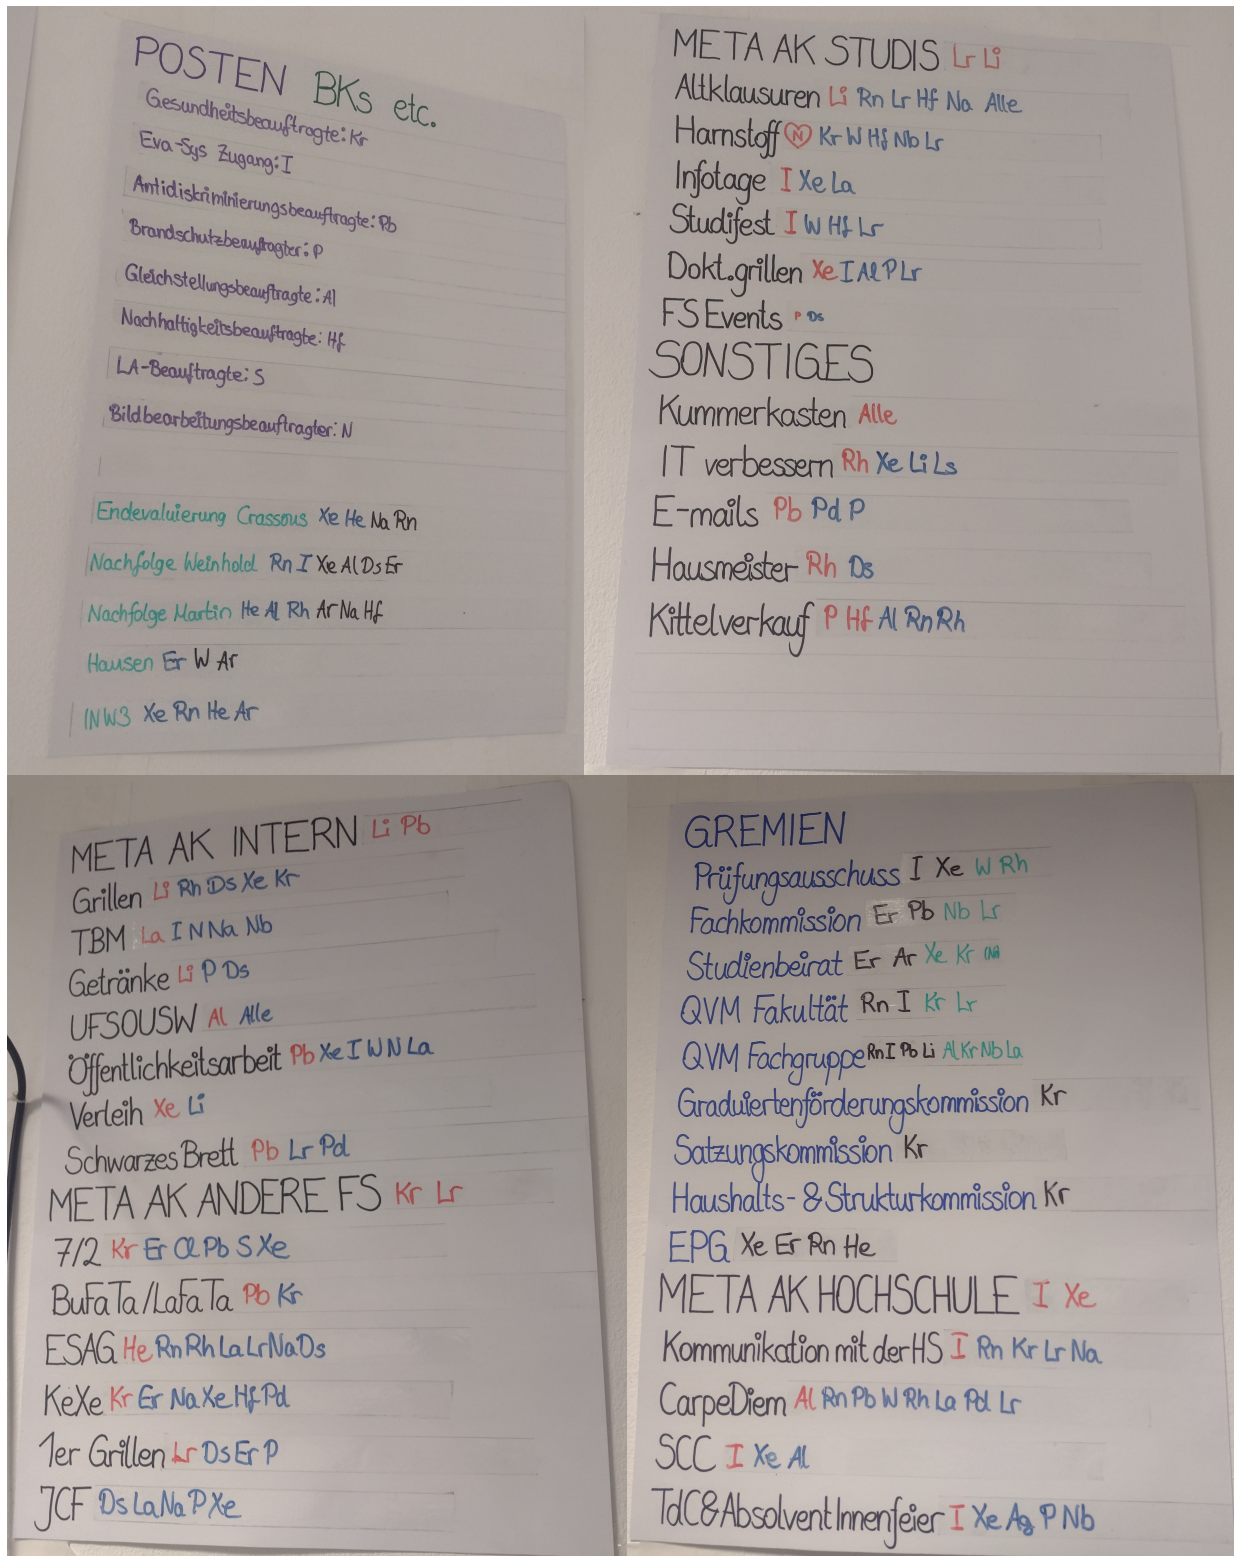 POSTEN BKs etc.
Gesundheitsbeauftragte: Kr
Eva-Sys Zugang: I
Antidiskriminierungsbeauftragte: Pb
Brandschutzbeauftragter: P
Gleichstellungsbeauftragte: Al
Nachhaltigkeitsbeauftragte: Hf
LA-Beauftragte: S
Bildbearbeitungsbeauftragter: N
Endevaluierung Crassous Xe He Na Rn
Nachfolge Weinhold Rn I Xe Al Ds Er
Nachfolge Martin He Al Rh Ar Na Hf
Hausen Er W Ar
INW3 Xe Rn He Ar
META AK STUDIS Lr Li
Altklausuren Li Rn Lr Hf Na Alle
Harnstoff N Kr W Hf Nb Lr
Infotage I Xe La
Studifest I W Hf Lr
Dokt.grillen Xe I Al P Lr
FS Events P Ds
SONSTIGES
Kummerkasten Alle
IT verbessern Rh Xe Li Ls
E-mails Pb Pd P
Hausmeister Rh Ds
Kittelverkauf P Hf Al Rn Rh
META AK INTERN Li Pb
Grillen Li Rh Ds Xe Kr
TBM La I N Na Nb
Getränke Li P Ds
UFSOUSW Al Alle
Öffentlichkeitsarbeit Pb Xe I W N La
Verleih Xe Li
Schwarzes Brett Pb Lr Pd
META AK ANDERE FS Kr Lr
7/2 Kr Er Cl Pb S Xe
BuFaTa/LaFaTa Pb Kr
ESAG He Rn Rh La Lr Na Ds
KeXe Kr Er Na Xe Hf Pd
1er Grillen Lr Ds Er P
JCF Ds La Na P Xe
GREMIEN
Prüfungsausschuss I Xe W Rh
Fachkommission Er Pb Nb Lr
Studienbeirat Er Ar Xe Kr
QVM Fakultät Rn I Kr Lr
QVM Fachgruppe Rn I Pb Li Al Kr Nb La
Graduiertenförderungskommission Kr
Satzungskommission Kr
Haushalts- & Strukturkommission Kr
EPG Xe Er Rn He
META AK HOCHSCHULE I Xe
Kommunikation mit der HS I Rn Kr Lr Na
CarpeDiem Al Rn Pb W Rh La Pd Lr
SCC I Xe Al
TdC&AbsolventInnenfeier I Xe Ag P Nb